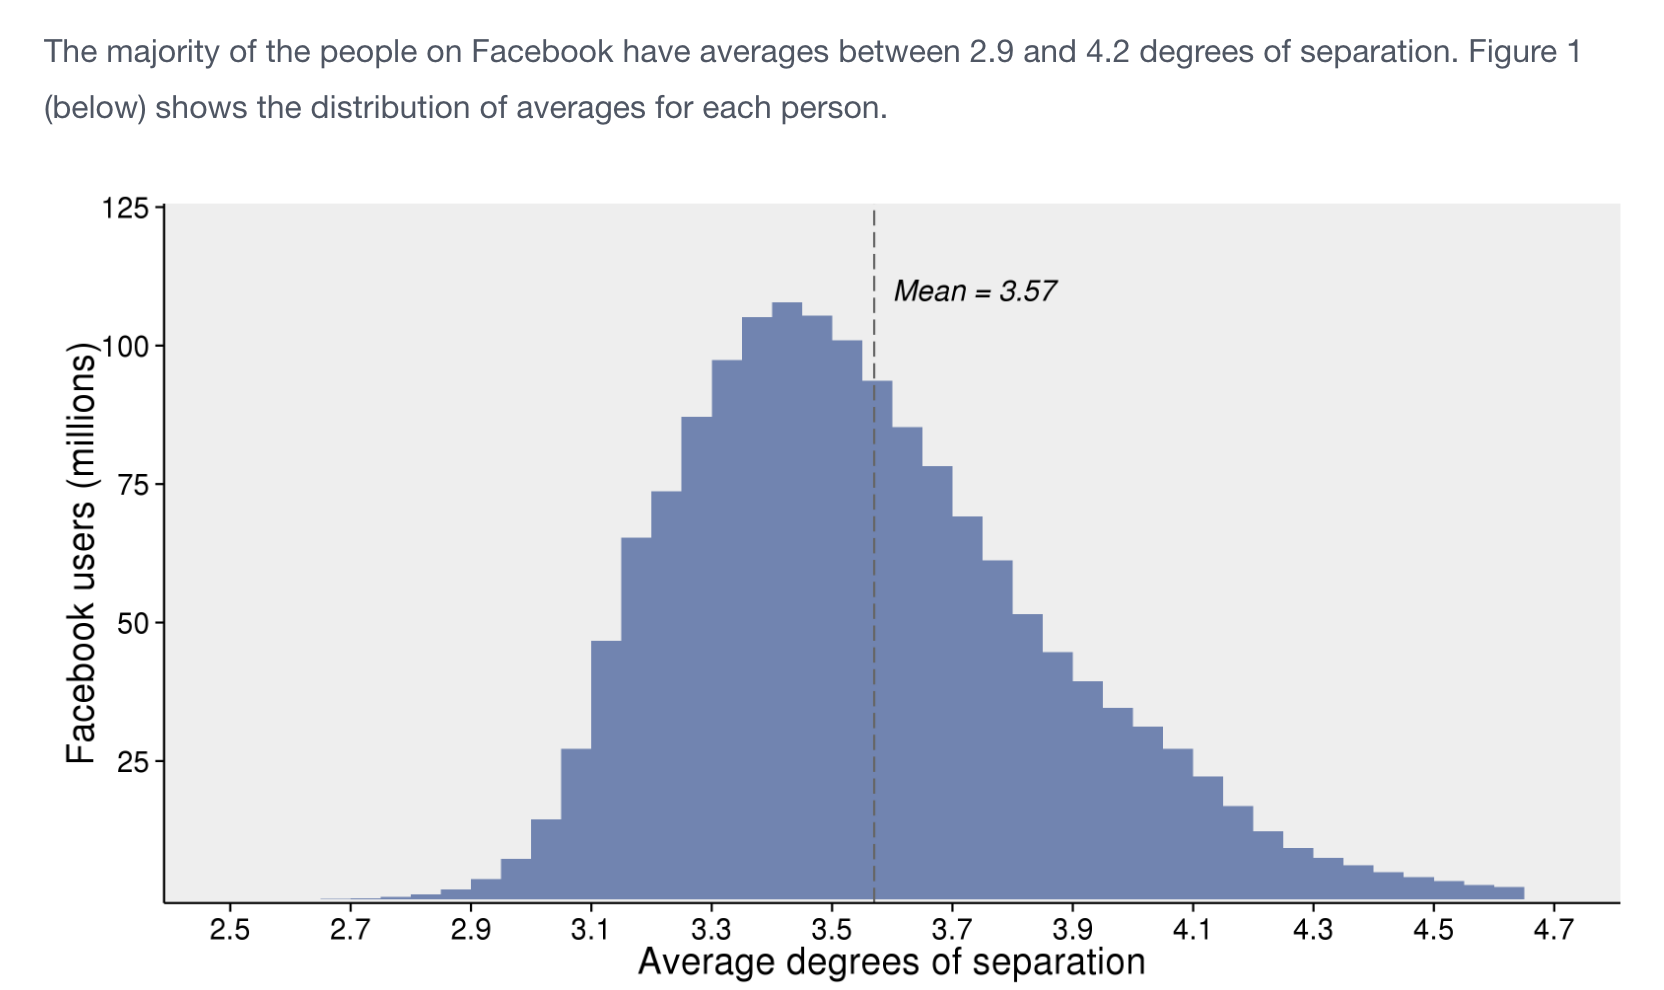 The majority of the people on Facebook have averages between 2.9 and 4.2 degrees of separation. Figure 1
(below) shows the distribution of averages for each person.
125
Mean = 3.57
100
75
50
25
Facebook users (millions)
2.5 2.7 2.9 3.1 3.3 3.5 3.7 3.9 4.1 4.3 4.5 4.7
Average degrees of separation